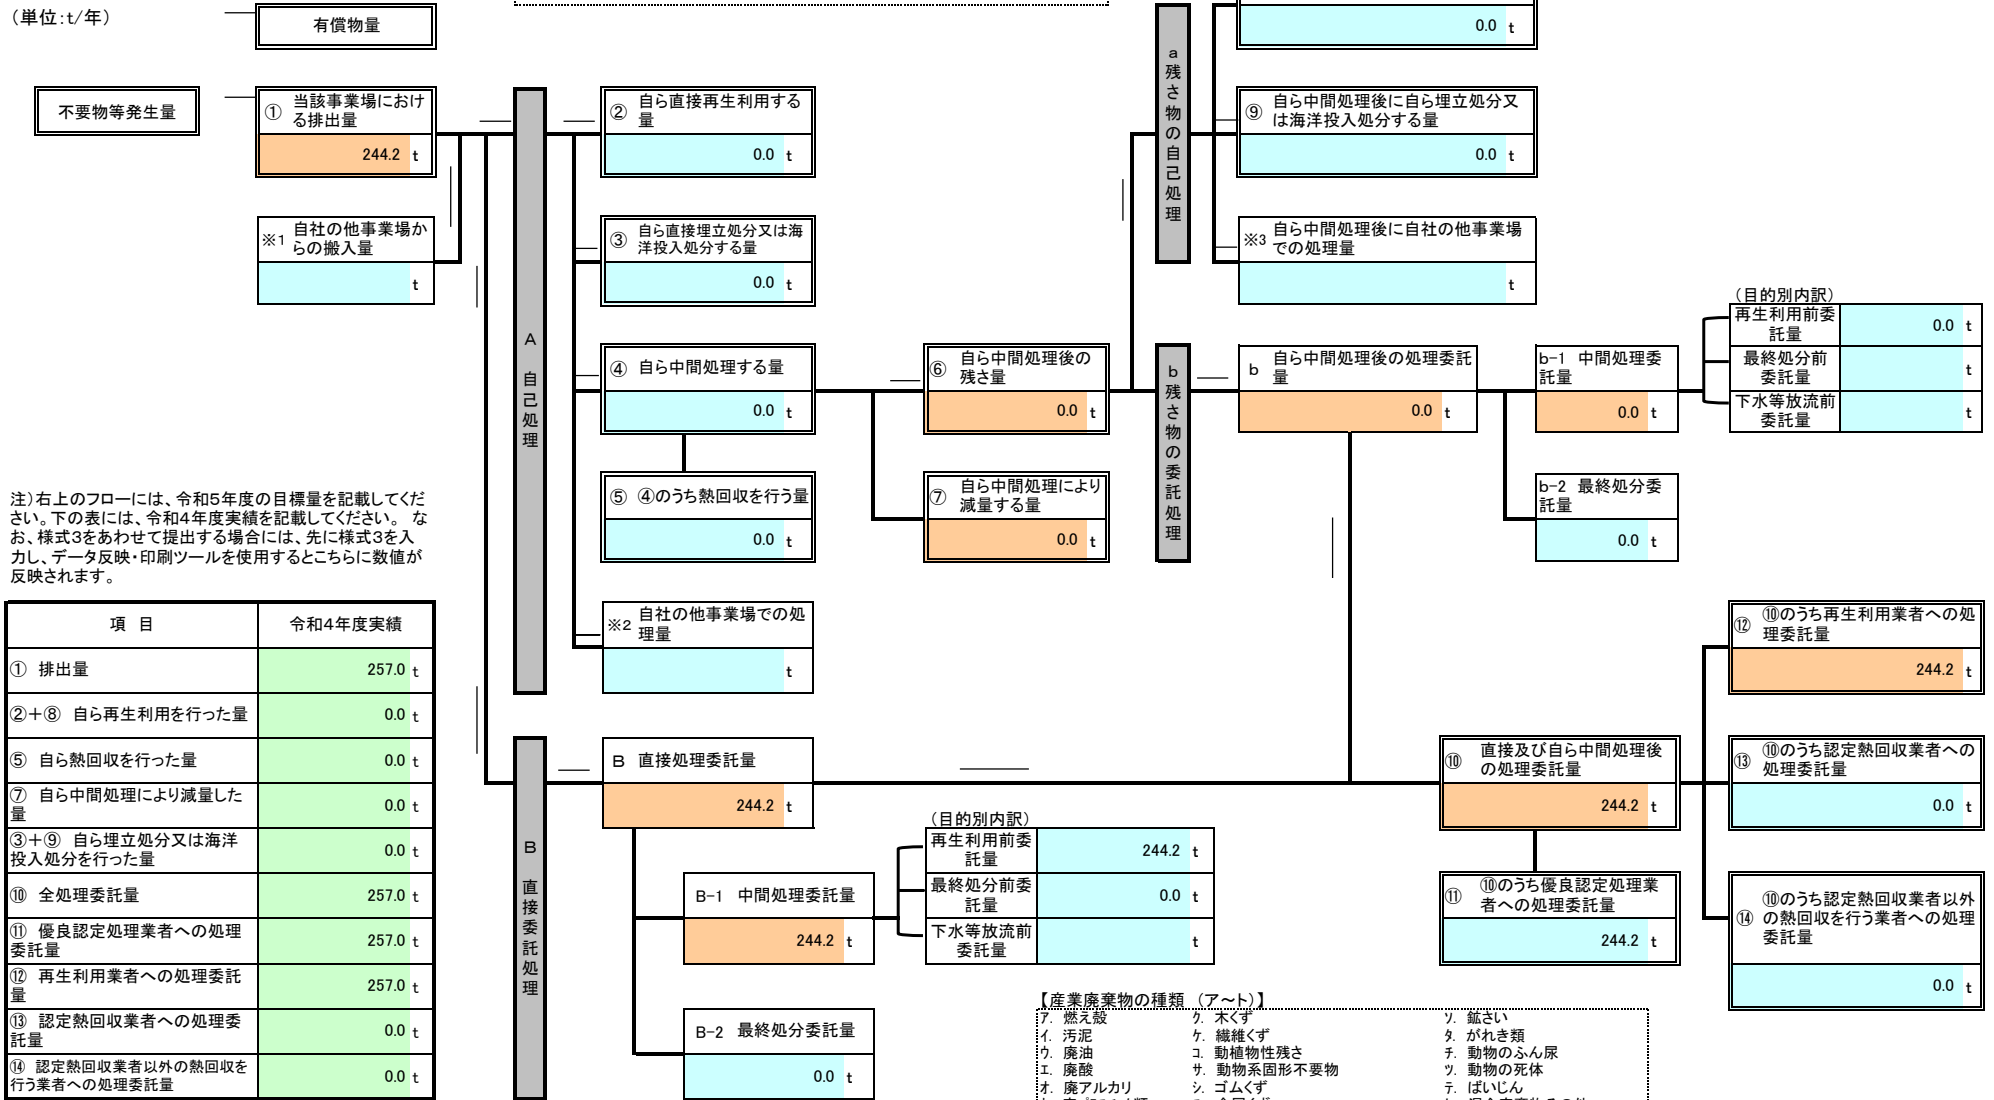 （単位：t/年）
有償物量
0.0 t
不要物等発生量
① 当該事業場におけ
る排出量
244.2 t
※1 自社の他事業場か
らの搬入量
t
A 自己処理
② 自ら直接再生利用する
量
0.0 t
③ 自ら直接埋立処分又は海
洋投入処分する量
0.0 t
④ 自ら中間処理する量
0.0 t
⑤ ④のうち熱回収を行う量
0.0 t
※2 自社の他事業場での処
理量
t
⑥ 自ら中間処理後の
残さ量
0.0 t
⑦ 自ら中間処理により
減量する量
0.0 t
a 残さ物の自己処理
⑨ 自ら中間処理後に自ら埋立処分又
は海洋投入処分する量
0.0 t
※3 自ら中間処理後に自社の他事業場
での処理量
t
b 残さ物の委託処理
b 自ら中間処理後の処理委託
量
0.0 t
b-1 中間処理委
託量
0.0 t
（目的別内訳）
再生利用前委
託量
0.0 t
最終処分前
委託量
t
下水等放流前
委託量
t
b-2 最終処分委
託量
0.0 t
注）右上のフローには、令和５年度の目標量を記載してくだ
さい。下の表には、令和４年度実績を記載してください。 な
お、様式３をあわせて提出する場合には、先に様式３を入
力し、データ反映・印刷ツールを使用するとこちらに数値が
反映されます。
項 目 令和４年度実績
① 排出量 257.0 t
②＋⑧ 自ら再生利用を行った量 0.0 t
⑤ 自ら熱回収を行った量 0.0 t
⑦ 自ら中間処理により減量した
量 0.0 t
③＋⑨ 自ら埋立処分又は海洋
投入処分を行った量 0.0 t
⑩ 全処理委託量 257.0 t
⑪ 優良認定処理業者への処理
委託量 257.0 t
⑫ 再生利用業者への処理委託
量 257.0 t
⑬ 認定熱回収業者への処理委
託量 0.0 t
⑭ 認定熱回収業者以外の熱回収を
行う業者への処理委託量 0.0 t
B 直接委託処理
B 直接処理委託量
244.2 t
B-1 中間処理委託量
244.2 t
（目的別内訳）
再生利用前委
託量
244.2 t
最終処分前委
託量
0.0 t
下水等放流前
委託量
t
B-2 最終処分委託量
0.0 t
⑩ 直接及び自ら中間処理後
の処理委託量
244.2 t
⑪ ⑩のうち優良認定処理業
者への処理委託量
244.2 t
⑫ ⑩のうち再生利用業者への処
理委託量
244.2 t
⑬ ⑩のうち認定熱回収業者への
処理委託量
0.0 t
⑭ ⑩のうち認定熱回収業者以外
の熱回収を行う業者への処理
委託量
0.0 t
【産業廃棄物の種類 （ア～ト）】
ｱ. 燃え殻 ｸ. 木くず ｿ. 鉱さい
ｲ. 汚泥 ｹ. 繊維くず ﾀ. がれき類
ｳ. 廃油 ｺ. 動植物性残さ ﾁ. 動物のふん尿
ｴ. 廃酸 ｻ. 動物系固形不要物 ﾂ. 動物の死体
ｵ. 廃アルカリ ｼ. ゴムくず ﾃ. ばいじん